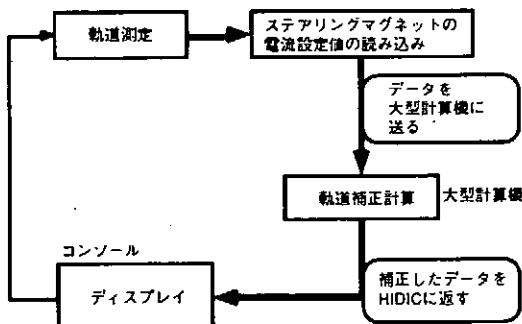 軌道測定
ステアリングマグネットの
電流設定値の読み込み
データを
大型計算機に
送る
軌道補正計算
大型計算機
補正したデータを
HIDICに返す
コンソール
ディスプレイ